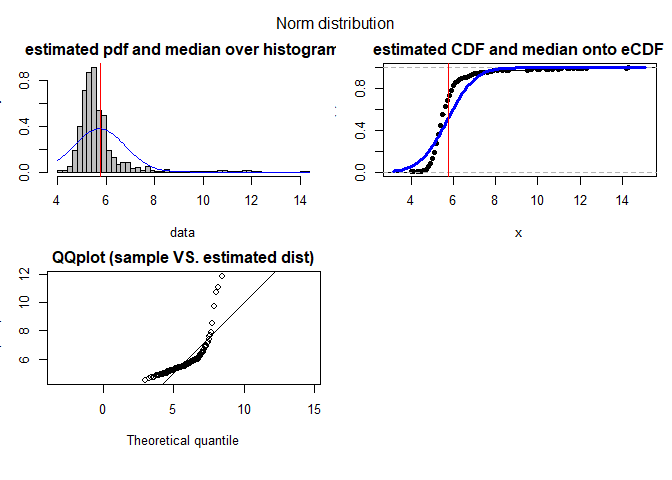 Norm distribution
estimated pdf and median over histogram
estimated CDF and median onto eCDF
0.0 0.4 0.8
4 6 8 10 12 14
data
0.0 0.4 0.8
4 6 8 10 12 14
x
QQplot (sample VS. estimated dist)
6 8 10 12
0 5 10 15
Theoretical quantile